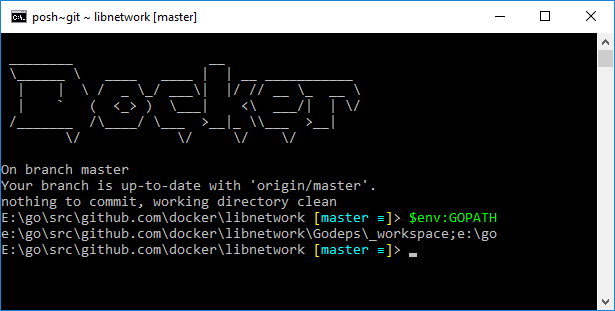 posh~git ~ libnetwork [master]
Docker
On branch master
Your branch is up-to-date with 'origin/master'.
nothing to commit, working directory clean
E:\go\src\github.com\docker\libnetwork [master ≡]> $env:GOPATH
e:\go\src\github.com\docker\libnetwork\Godeps\_workspace;e:\go
E:\go\src\github.com\docker\libnetwork [master ≡]>